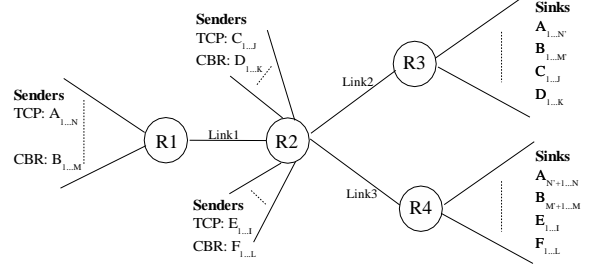 Senders
TCP: C1...J
CBR: D1...K
Senders
TCP: A1...N
CBR: B1...M
R1
Link1
R2
Senders
TCP: E1...I
CBR: F1...L
Link2
R3
Sinks
A1...N'
B1...M'
C1...J
D1...K
Link3
R4
Sinks
AN'+1...N
BM'+1...M
E1...I
F1...L